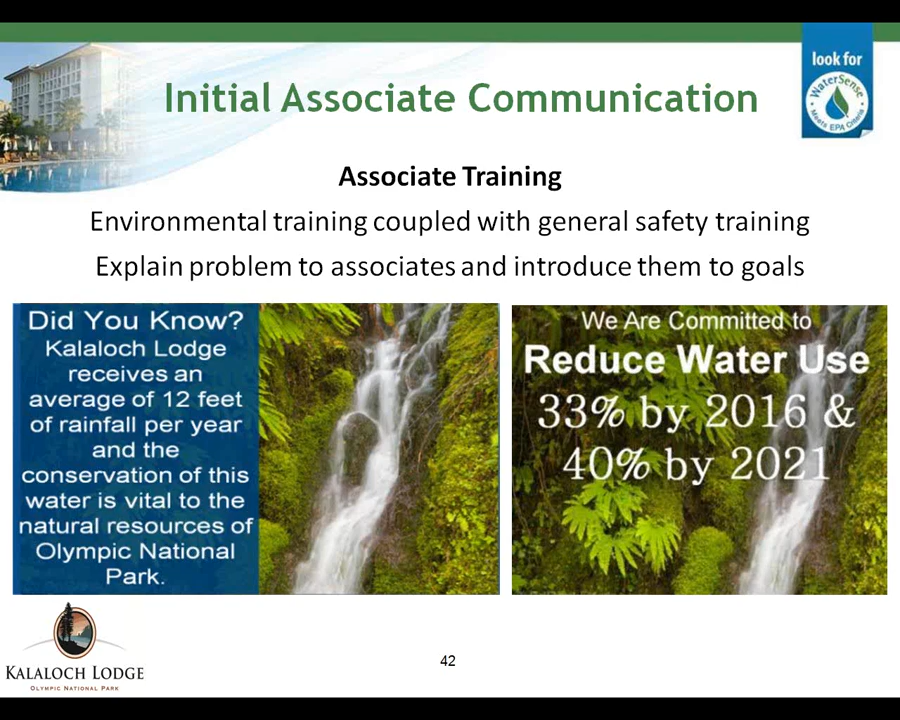 look for
WaterSense
Meets EPA Criteria
Initial Associate Communication
Associate Training
Environmental training coupled with general safety training
Explain problem to associates and introduce them to goals
Did You Know?
Kalaloch Lodge
receives an
average of 12 feet
of rainfall per year
and the
conservation of this
water is vital to the
natural resources of
Olympic National
Park.
We Are Committed to
Reduce Water Use
33% by 2016 &
40% by 2021
KALALOCH LODGE
OLYMPIC NATIONAL PARK
42